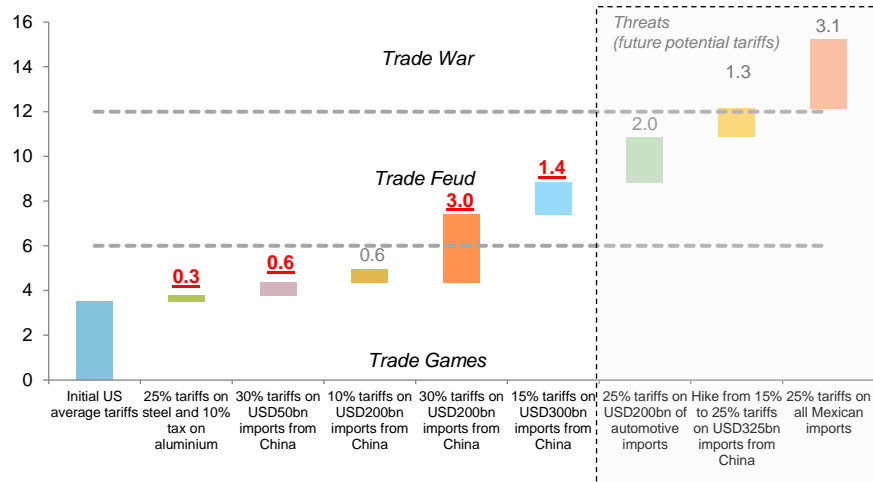 16
14
12
10
8
6
4
2
0
Trade War
Trade Feud
Trade Games
Threats
(future potential tariffs)
0.3
0.6
0.6
3.0
1.4
2.0
1.3
3.1
Initial US
average tariffs
25% tariffs on
steel and 10%
tax on
aluminium
30% tariffs on
USD50bn
imports from
China
10% tariffs on
USD200bn
imports from
China
30% tariffs on
USD200bn
imports from
China
15% tariffs on
USD300bn
imports from
China
25% tariffs on
USD200bn of
automotive
imports
Hike from 15%
to 25% tariffs
on USD325bn
imports from
China
25% tariffs on
all Mexican
imports